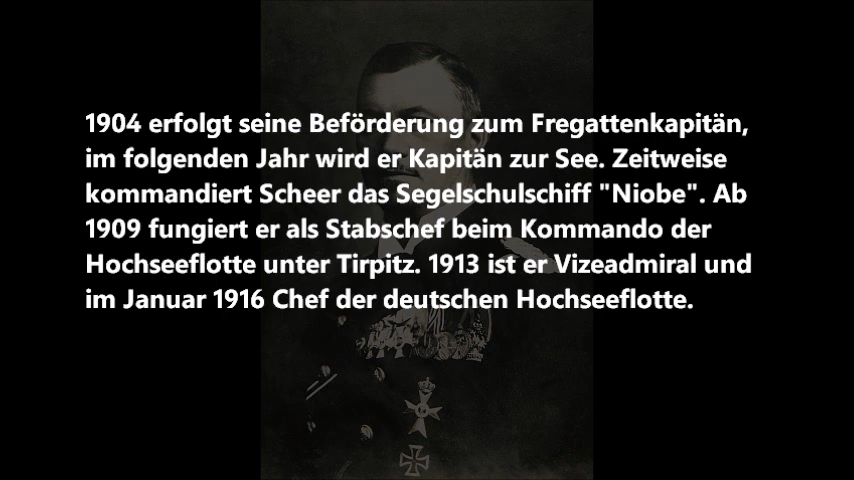 1904 erfolgt seine Beförderung zum Fregattenkapitän,
im folgenden Jahr wird er Kapitän zur See. Zeitweise
kommandiert Scheer das Segelschulschiff "Niobe". Ab
1909 fungiert er als Stabschef beim Kommando der
Hochseeflotte unter Tirpitz. 1913 ist er Vizeadmiral und
im Januar 1916 Chef der deutschen Hochseeflotte.